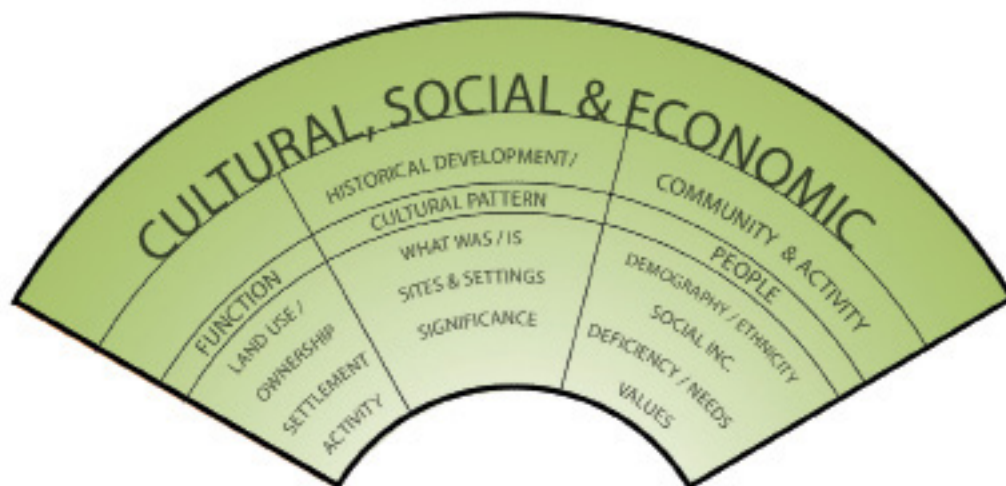 CULTURAL, SOCIAL & ECONOMIC
FUNCTION
LAND USE /
OWNERSHIP
SETTLEMENT
ACTIVITY
HISTORICAL DEVELOPMENT/
CULTURAL PATTERN
WHAT WAS / IS
SITES & SETTINGS
SIGNIFICANCE
COMMUNITY & ACTIVITY
PEOPLE
DEMOGRAPHY / ETHNICITY
SOCIAL INC.
DEFICIENCY / NEEDS
VALUES